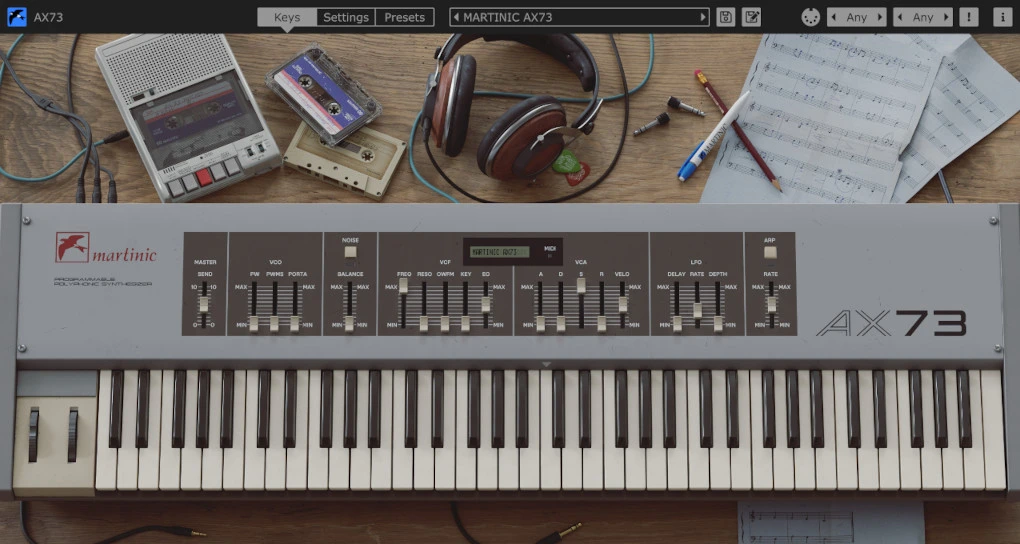 AX73 Keys Settings Presets MARTINIC AX73 Any Any ! i
martinic
PROGRAMMABLE
POLYPHONIC SYNTHESIZER
MASTER
SEND
10 10
0 0
VCO
PW PWMS PORTA
MAX MAX
MIN MIN
NOISE
BALANCE
MAX MAX
MIN MIN
VCF
FREQ RESO OWPM KEY EG
MAX MAX
MIN MIN
MARTINIC AX73
MIDI
VCA
A D S R VELO
MAX MAX
MIN MIN
LFO
DELAY RATE DEPTH
MAX MAX
MIN MIN
ARP
RATE
MAX MAX
MIN MIN
AX73